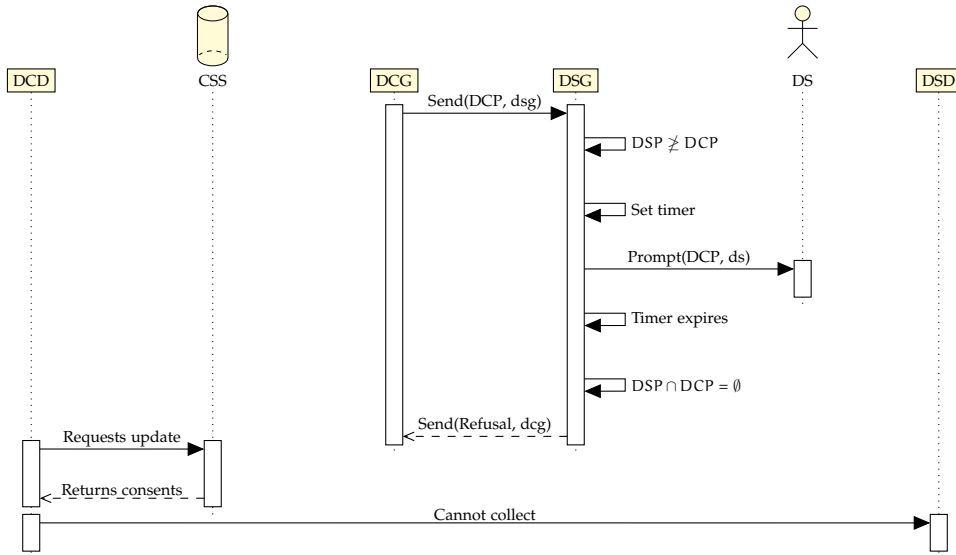 DCD
CSS
DCG
DSG
DS
DSD
Send(DCP, dsg)
DSP ⋡ DCP
Set timer
Prompt(DCP, ds)
Timer expires
DSP ∩ DCP = ∅
Send(Refusal, dcg)
Requests update
Returns consents
Cannot collect